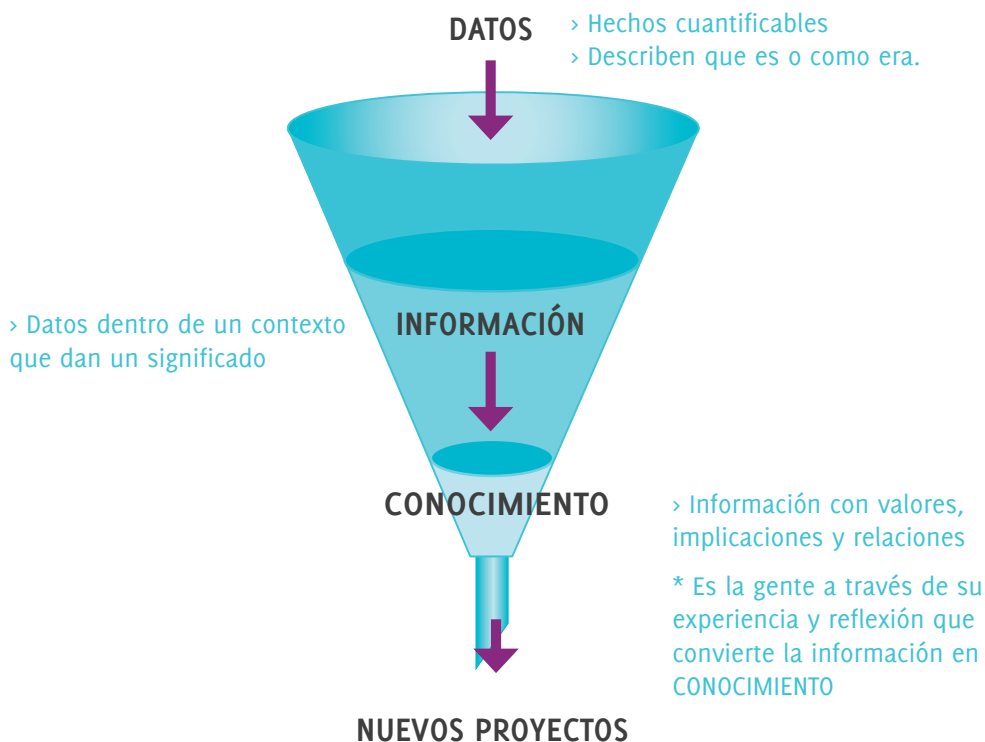 DATOS
› Hechos cuantificables
› Describen que es o como era.
INFORMACIÓN
› Datos dentro de un contexto
que dan un significado
CONOCIMIENTO
› Información con valores,
implicaciones y relaciones
* Es la gente a través de su
experiencia y reflexión que
convierte la información en
CONOCIMIENTO
NUEVOS PROYECTOS